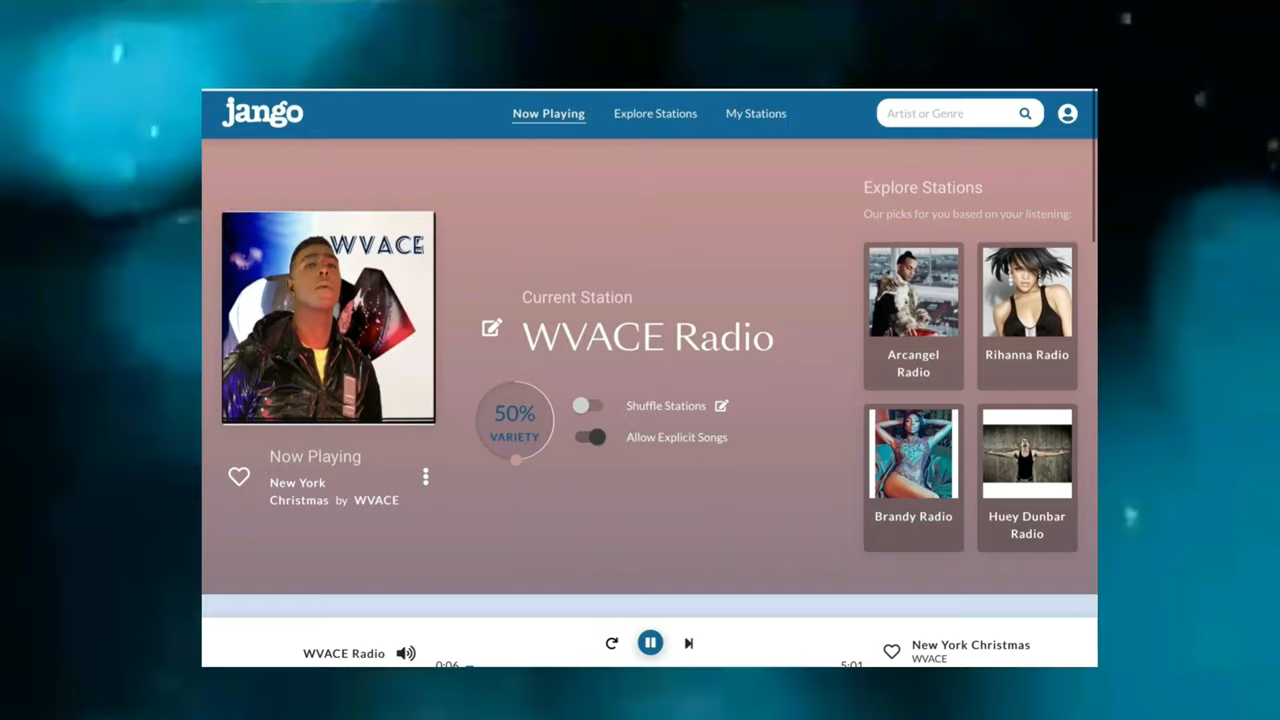 jango
Now Playing
Explore Stations
My Stations
Artist or Genre
WVACE
Now Playing
New York
Christmas by WVACE
Current Station
WVACE Radio
50%
VARIETY
Shuffle Stations
Allow Explicit Songs
Explore Stations
Our picks for you based on your listening:
Arcangel
Radio
Rihanna Radio
Brandy Radio
Huey Dunbar
Radio
WVACE Radio
0:06
5:01
New York Christmas
WVACE